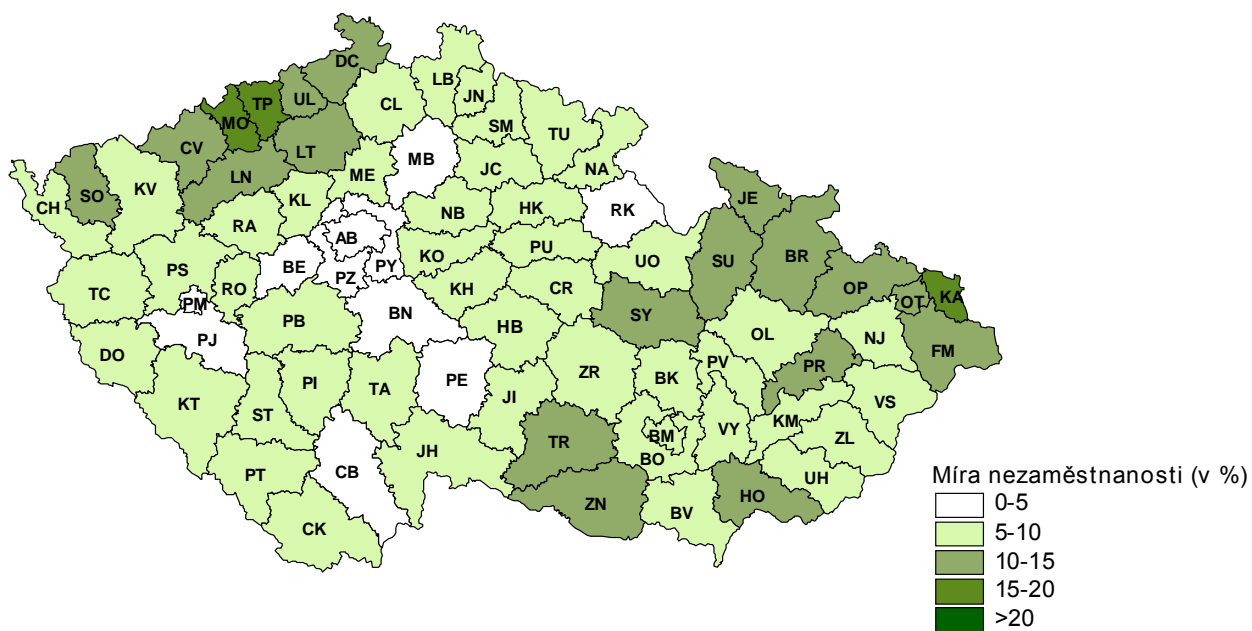 DC
LB
TP
UL
CL
JN
MO
SM
TU
CV
LT
MB
ME
JC
NA
SO
KV
LN
KL
CH
RA
NB
HK
RK
JE
AB
KO
PU
UO
SU
BR
PS
BE
PZ
PY
OP
TC
RO
KH
CR
OT
KA
PM
BN
SY
PB
HB
OL
NJ
FM
DO
PJ
PV
PR
PI
TA
PE
ZR
BK
KT
ST
JI
VS
KM
TR
BM
VY
ZL
JH
BO
PT
CB
UH
HO
ZN
BV
CK
Míra nezaměstnanosti (v %)
0-5
5-10
10-15
15-20
>20